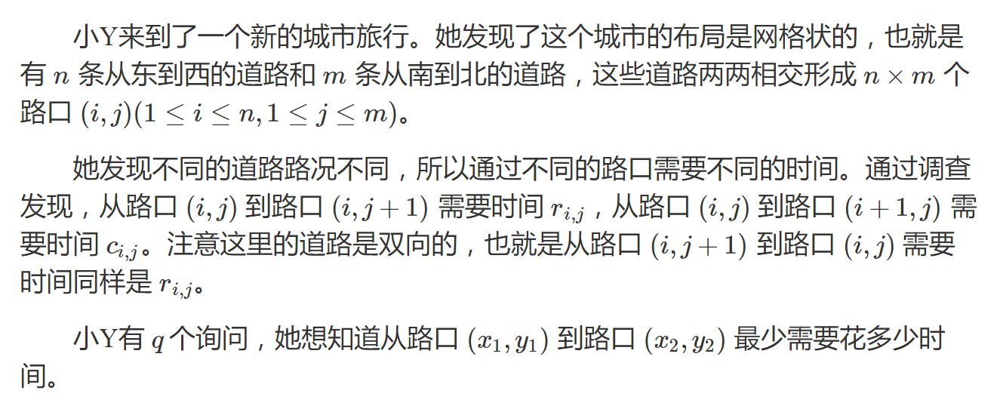 小Y来到了一个新的城市旅行。她发现了这个城市的布局是网格状的，也就是
有 n 条从东到西的道路和 m 条从南到北的道路，这些道路两两相交形成 n × m 个
路口 (i, j)(1 ≤ i ≤ n, 1 ≤ j ≤ m)。
她发现不同的道路路况不同，所以通过不同的路口需要不同的时间。通过调查
发现，从路口 (i, j) 到路口 (i, j + 1) 需要时间 r_{i,j}，从路口 (i, j) 到路口 (i + 1, j) 需
要时间 c_{i,j}。注意这里的道路是双向的，也就是从路口 (i, j + 1) 到路口 (i, j) 需要
时间同样是 r_{i,j}。
小Y有 q 个询问，她想知道从路口 (x_1, y_1) 到路口 (x_2, y_2) 最少需要花多少时
间。